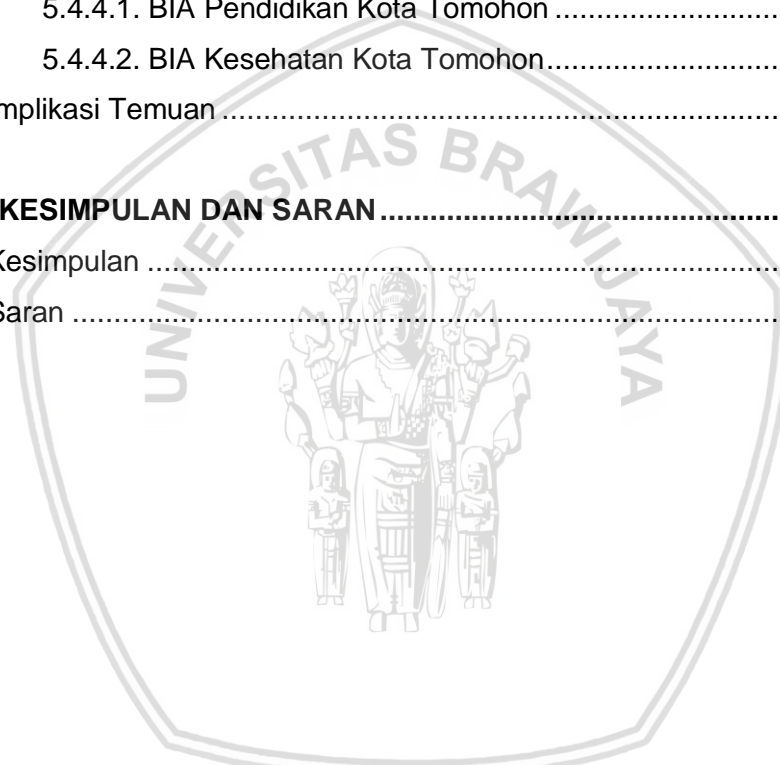 5.4.4.1. BIA Pendidikan Kota Tomohon ...........................
5.4.4.2. BIA Kesehatan Kota Tomohon............................
mplikasi Temuan ....................................................................
KESIMPULAN DAN SARAN ................................................
Kesimpulan .............................................................................
Saran ......................................................................................
UNIVERSITAS BRAWIJAYA